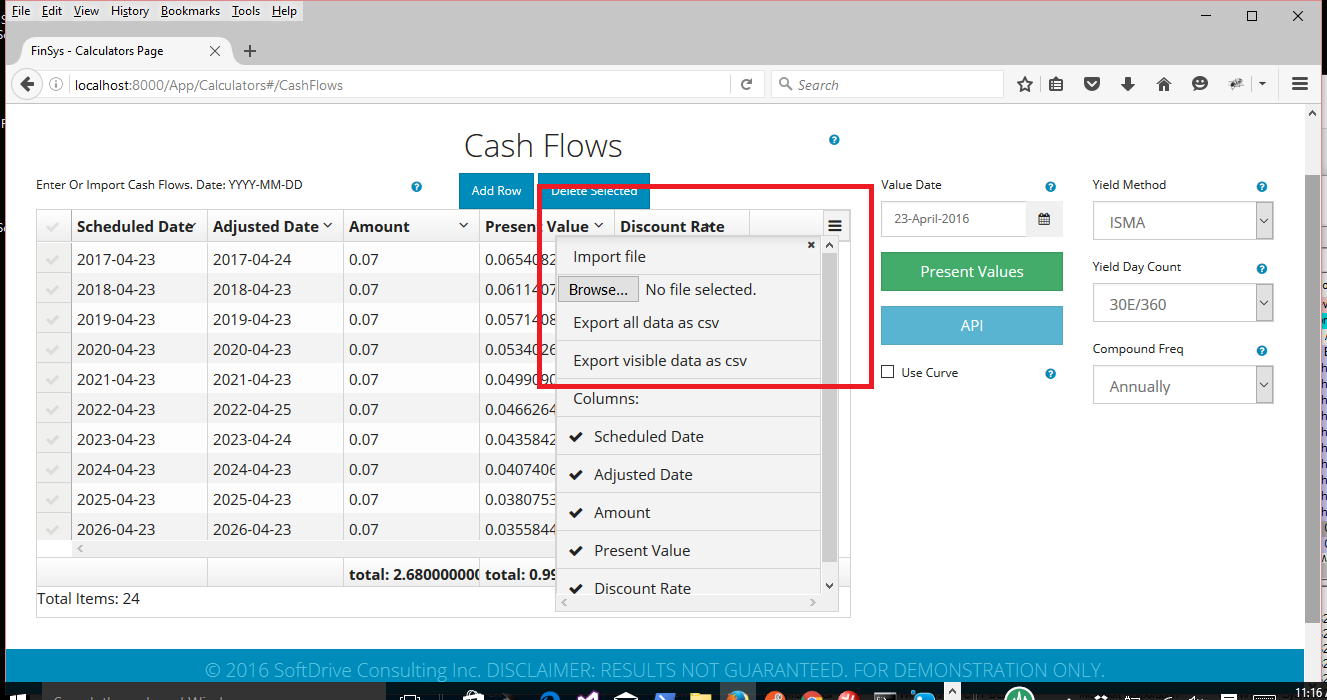 File Edit View History Bookmarks Tools Help
FinSys - Calculators Page
localhost:8000/App/Calculators#/CashFlows
Search
Cash Flows
Enter Or Import Cash Flows. Date: YYYY-MM-DD
Add Row
Delete Selected
Scheduled Date Adjusted Date Amount Present Value Discount Rate
2017-04-23 2017-04-24 0.07 0.0654082
2018-04-23 2018-04-23 0.07 0.0611407
2019-04-23 2019-04-23 0.07 0.0571408
2020-04-23 2020-04-23 0.07 0.0534026
2021-04-23 2021-04-23 0.07 0.0499090
2022-04-23 2022-04-25 0.07 0.0466264
2023-04-23 2023-04-24 0.07 0.0435842
2024-04-23 2024-04-23 0.07 0.0407406
2025-04-23 2025-04-23 0.07 0.0380753
2026-04-23 2026-04-23 0.07 0.0355844
total: 2.680000000 total: 0.99
Total Items: 24
Import file
Browse... No file selected.
Export all data as csv
Export visible data as csv
Columns:
Scheduled Date
Adjusted Date
Amount
Present Value
Discount Rate
Value Date
23-April-2016
Present Values
API
Use Curve
Yield Method
ISMA
Yield Day Count
30E/360
Compound Freq
Annually
© 2016 SoftDrive Consulting Inc. DISCLAIMER: RESULTS NOT GUARANTEED. FOR DEMONSTRATION ONLY.
11:16